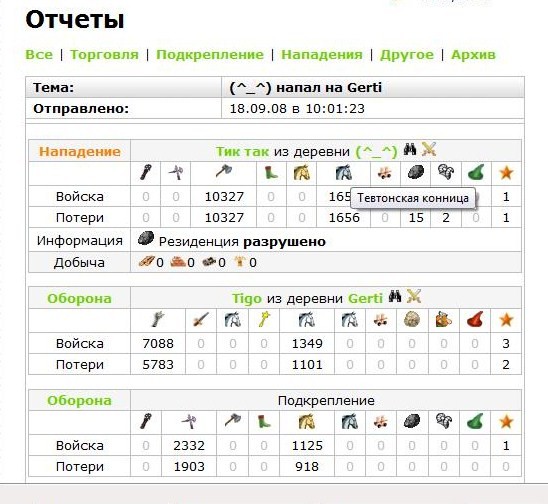 Отчеты
Все | Торговля | Подкрепление | Нападения | Другое | Архив
Тема: (^_^) напал на Gerti
Отправлено: 18.09.08 в 10:01:23
Нападение Тик так из деревни (^_^)
Войска 0 0 10327 0 0 1
Тевтонская конница
Потери 0 0 10327 0 0 1656 0 15 2 0 1
Информация Резиденция разрушено
Добыча 0 0 0 0
Оборона Tigo из деревни Gerti
Войска 7088 0 0 0 1349 0 0 0 0 0 3
Потери 5783 0 0 0 1101 0 0 0 0 0 2
Оборона Подкрепление
Войска 0 2332 0 0 1125 0 0 0 0 0 1
Потери 0 1903 0 0 918 0 0 0 0 0 0